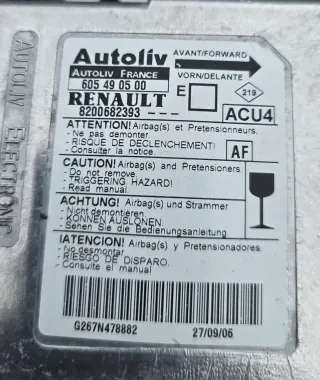 Autoliv AVANT/FORWARD
AUTOLIV FRANCE VORN/DELANTE
605 49 05 00 E 219
RENAULT
8200682393 --- ACU4
ATTENTION! Airbag(s) et Pretensionneurs.
- Ne pas demonter
- RISQUE DE DECLENCHEMENT! AF
- Consulter la notice.
CAUTION! Airbag(s) and Pretensioners
- Do not remove
- TRIGGERING HAZARD!
- Read manual.
ACHTUNG! Airbag(s) und Strammer
- Nicht demontieren.
- KÖNNEN AUSLÖSEN.
- Sehen Sie die Bedienungsanleitung
¡ATENCION! Airbag(s) y Pretensionadores.
- No desmontar
- RIESGO DE DISPARO.
- Consulte el manual
G267N478882 27/09/06
AUTOLIV ELECTRONIC